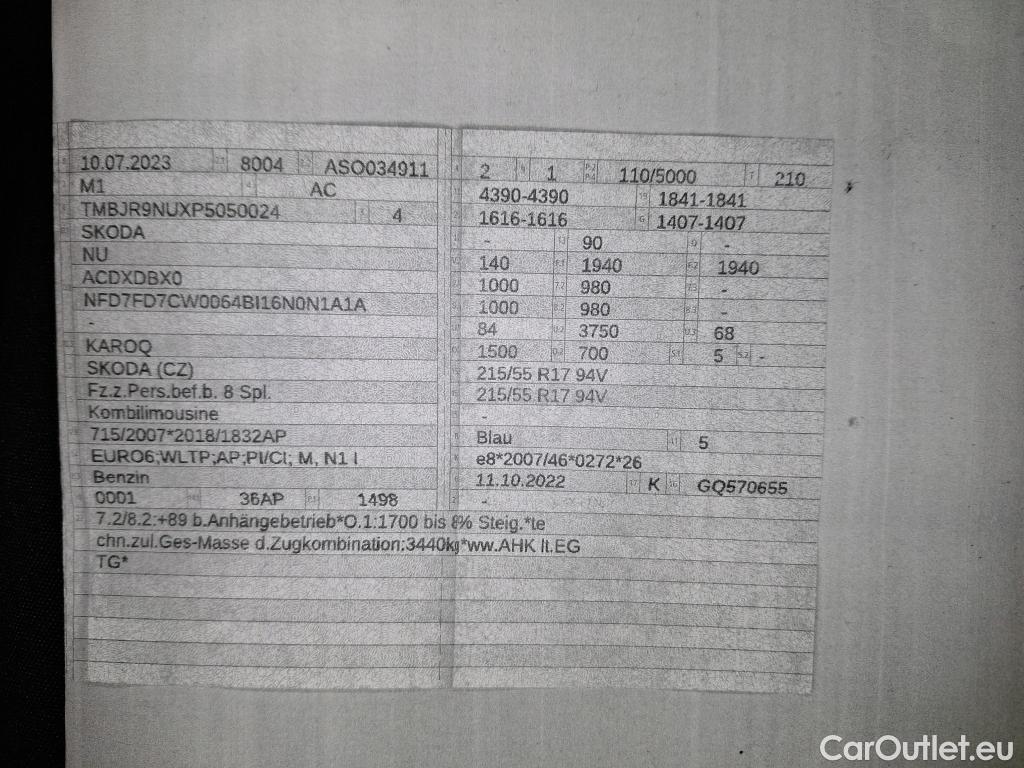 10.07.2023 8004 ASO034911
M1 AC
TMBJR9NUXP5050024 4
SKODA
NU
ACDXDBX0
NFD7FD7CW0064BI16N0N1A1A
-
KAROQ
SKODA (CZ)
Fz.z.Pers.bef.b. 8 Spl.
Kombilimousine
715/2007*2018/1832AP
EURO6;WLTP;AP;PI/CI; M, N1 I
Benzin
0001 36AP 1498
2 1 110/5000 210
4390-4390 1841-1841
1616-1616 1407-1407
- 90 -
140 1940 1940
1000 980 -
1000 980 -
84 3750 68
1500 700 5 -
215/55 R17 94V
215/55 R17 94V
-
Blau 5
e8*2007/46*0272*26
11.10.2022 K GQ570655
-
7.2/8.2:+89 b.Anhängebetrieb*O.1:1700 bis 8% Steig.*te
chn.zul.Ges-Masse d.Zugkombination:3440kg*ww.AHK lt.EG
TG*
CarOutlet.eu